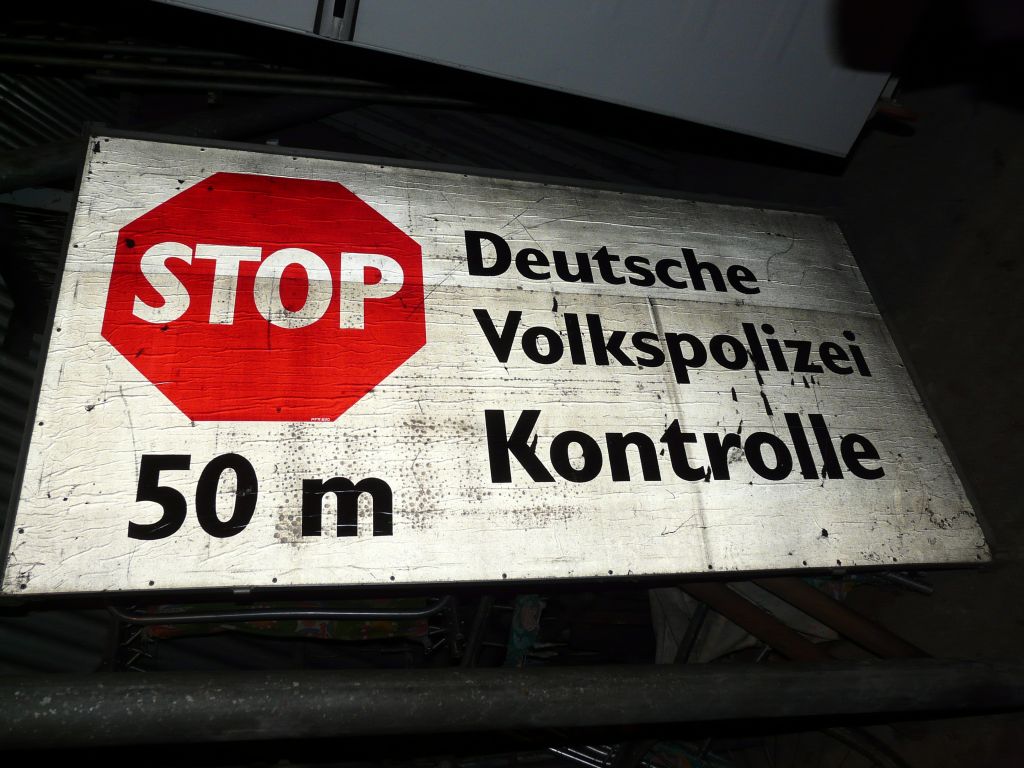 STOP
50 m
Deutsche
Volkspolizei
Kontrolle